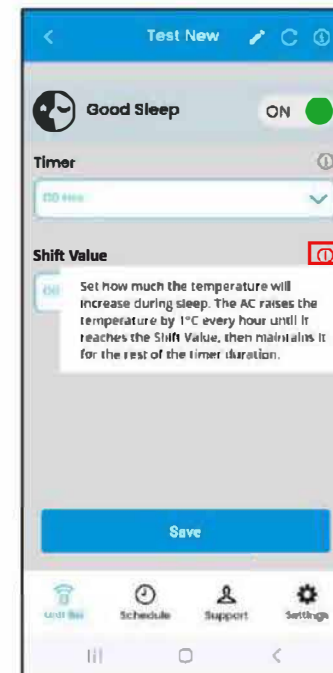 Test New
Good Sleep
ON
Timer
Shift Value
Set how much the temperature will
increase during sleep. The AC raises the
temperature by 1°C every hour until it
reaches the Shift Value, then maintains it
for the rest of the timer duration.
Save
Schedule
Support
Settings